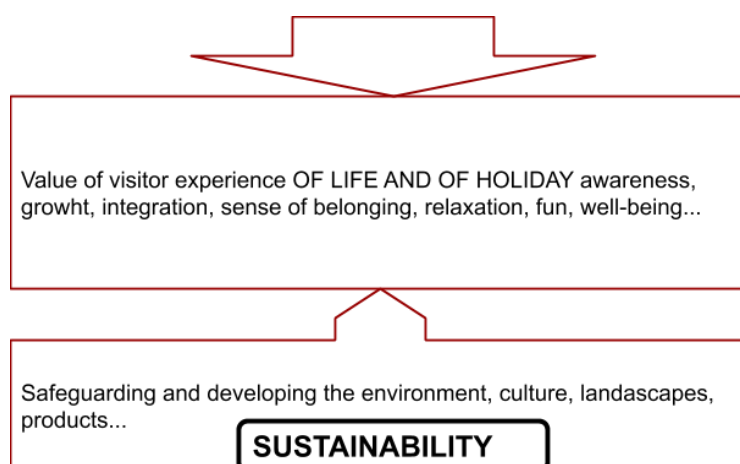 Value of visitor experience OF LIFE AND OF HOLIDAY awareness,
growht, integration, sense of belonging, relaxation, fun, well-being...
Safeguarding and developing the environment, culture, landascapes,
products...
SUSTAINABILITY